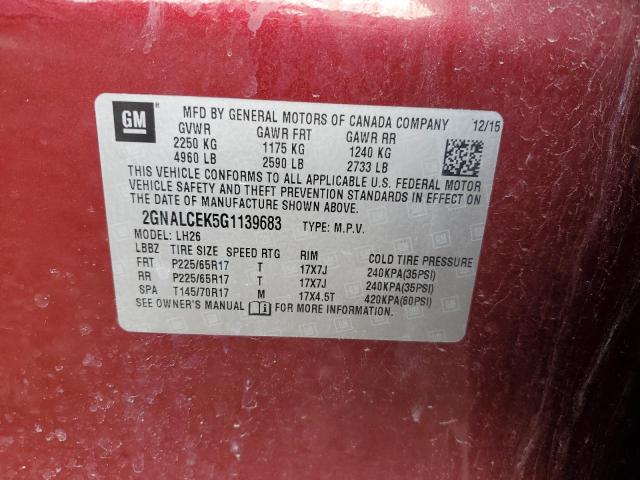 GM
MFD BY GENERAL MOTORS OF CANADA COMPANY 12/15
GVWR GAWR FRT GAWR RR
2250 KG 1175 KG 1240 KG
4960 LB 2590 LB 2733 LB
THIS VEHICLE CONFORMS TO ALL APPLICABLE U.S. FEDERAL MOTOR
VEHICLE SAFETY AND THEFT PREVENTION STANDARDS IN EFFECT ON
THE DATE OF MANUFACTURE SHOWN ABOVE.
2GNALCEK5G1139683 TYPE: M.P.V.
MODEL: LH26
LBBZ TIRE SIZE SPEED RTG RIM COLD TIRE PRESSURE
FRT P225/65R17 T 17X7J 240KPA(35PSI)
RR P225/65R17 T 17X7J 240KPA(35PSI)
SPA T145/70R17 M 17X4.5T 420KPA(60PSI)
SEE OWNER'S MANUAL FOR ADDITIONAL INFORMATION.